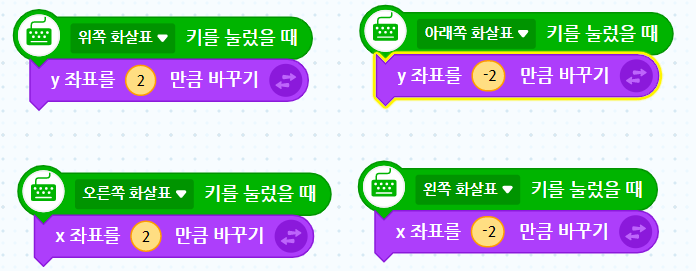 위쪽 화살표 키를 눌렀을 때
y 좌표를 2 만큼 바꾸기
아래쪽 화살표 키를 눌렀을 때
y 좌표를 -2 만큼 바꾸기
오른쪽 화살표 키를 눌렀을 때
x 좌표를 2 만큼 바꾸기
왼쪽 화살표 키를 눌렀을 때
x 좌표를 -2 만큼 바꾸기